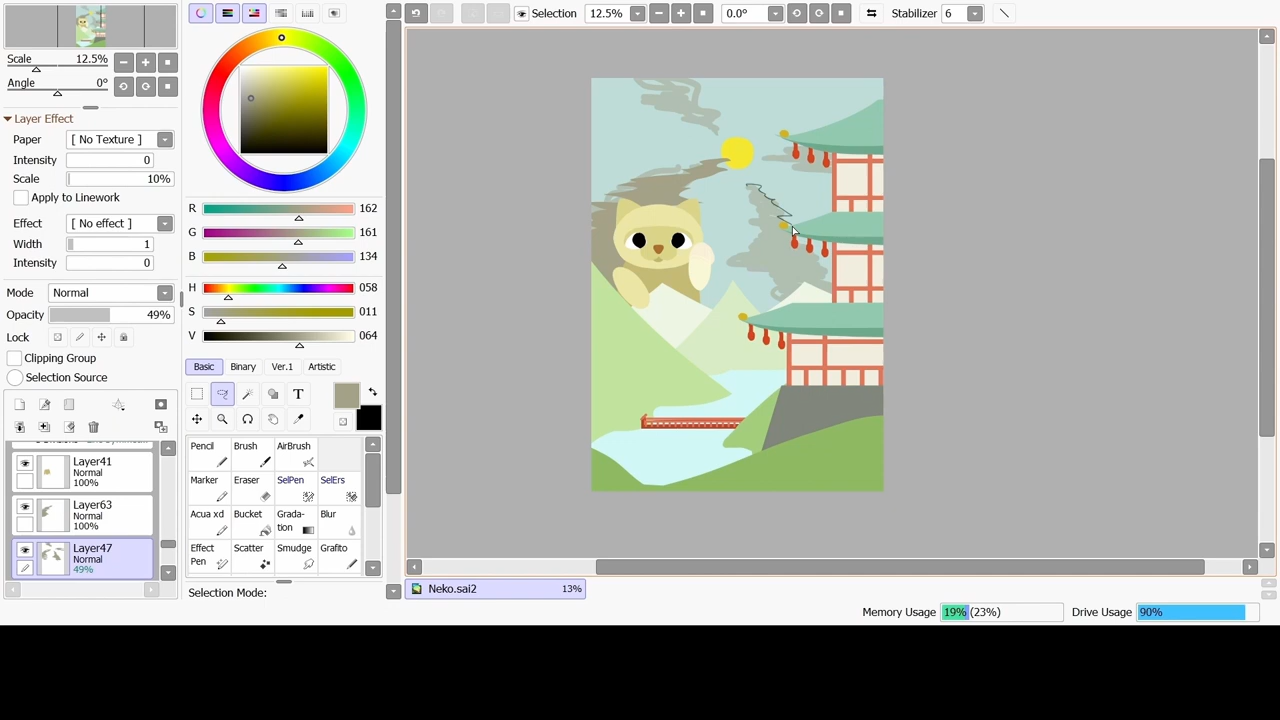 Selection 12.5% 0.0° Stabilizer 6
Scale 12.5%
Angle 0°
Layer Effect
Paper [ No Texture ]
Intensity 0
Scale 10%
Apply to Linework
Effect [ No effect ]
Width 1
Intensity 0
Mode Normal
Opacity 49%
Lock
Clipping Group
Selection Source
Layer41
Normal
100%
Layer63
Normal
100%
Layer47
Normal
49%
R 162
G 161
B 134
H 058
S 011
V 064
Basic Binary Ver.1 Artistic
T
Pencil Brush AirBrush
Marker Eraser SelPen SelErs
Acua xd Bucket Grada-
tion Blur
Effect
Pen Scatter Smudge Grafito
Selection Mode:
Neko.sai2 13%
Memory Usage 19% (23%) Drive Usage 90%